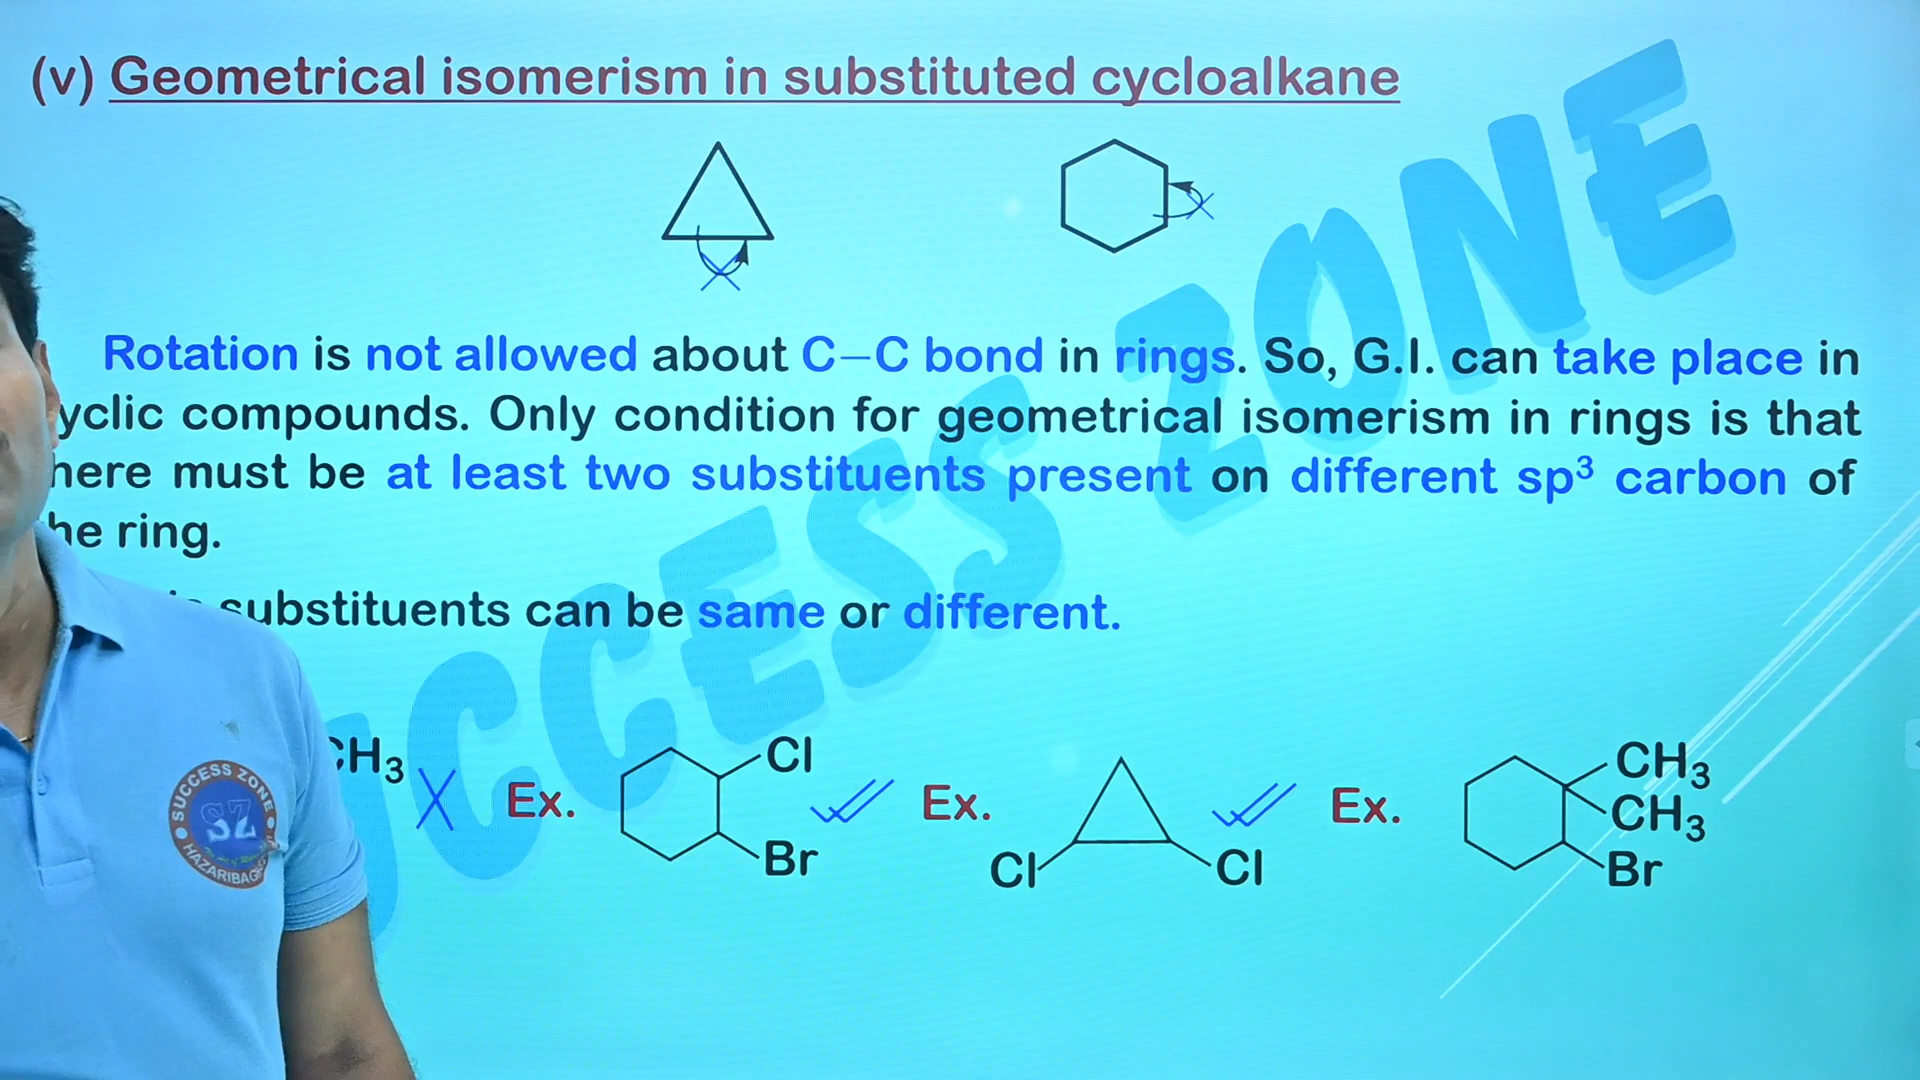 (v) Geometrical isomerism in substituted cycloalkane
Rotation is not allowed about C–C bond in rings. So, G.I. can take place in
yclic compounds. Only condition for geometrical isomerism in rings is that
here must be at least two substituents present on different sp³ carbon of
he ring.
substituents can be same or different.
CH₃
Ex.
Cl
Br
Ex.
Cl
Cl
Ex.
CH₃
CH₃
Br
SUCCESS ZONE
SZ
HAZARIBAG
UCCESS ZONE